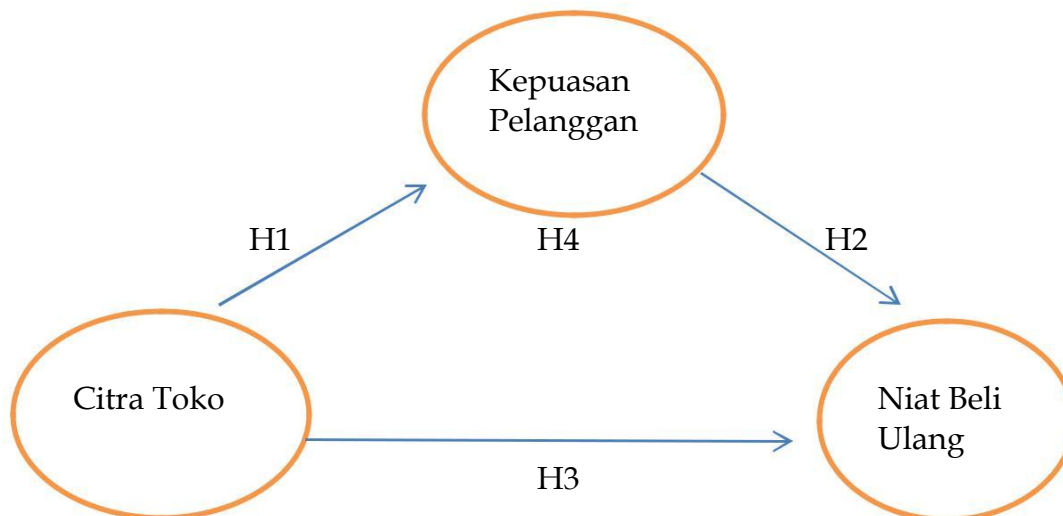 Kepuasan
Pelanggan
H1
H4
H2
Citra Toko
Niat Beli
Ulang
H3